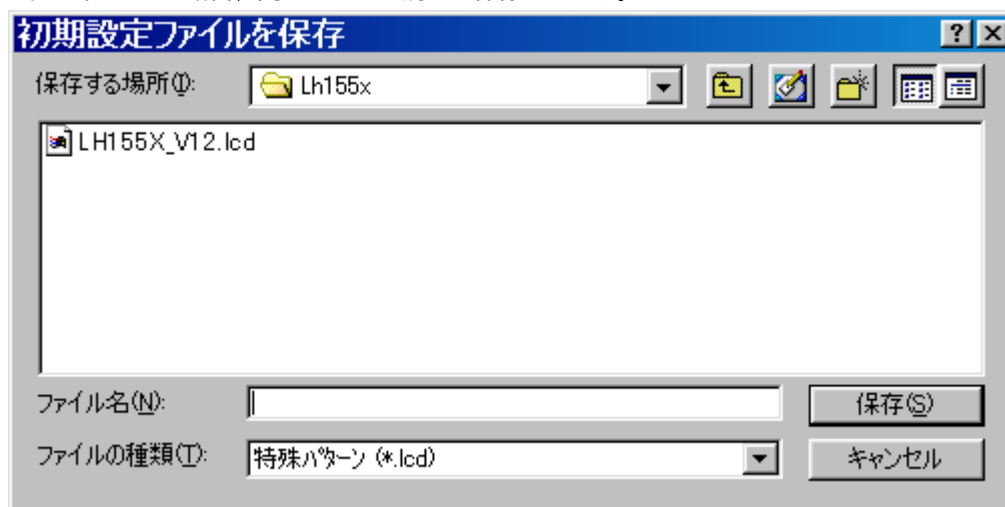 初期設定ファイルを保存
保存する場所(I):
Lh155x
LH155X_V12.lcd
ファイル名(N):
保存(S)
ファイルの種類(T):
特殊パターン (*.lcd)
キャンセル